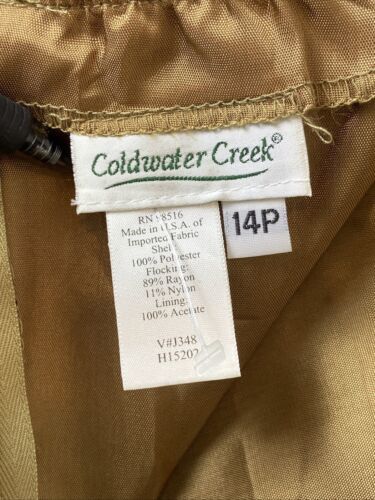 Coldwater Creek®
14P
RN 98516
Made in U.S.A. of
Imported Fabric
Shell:
100% Polyester
Flocking:
89% Rayon
11% Nylon
Lining:
100% Acetate
V#J348
H15202